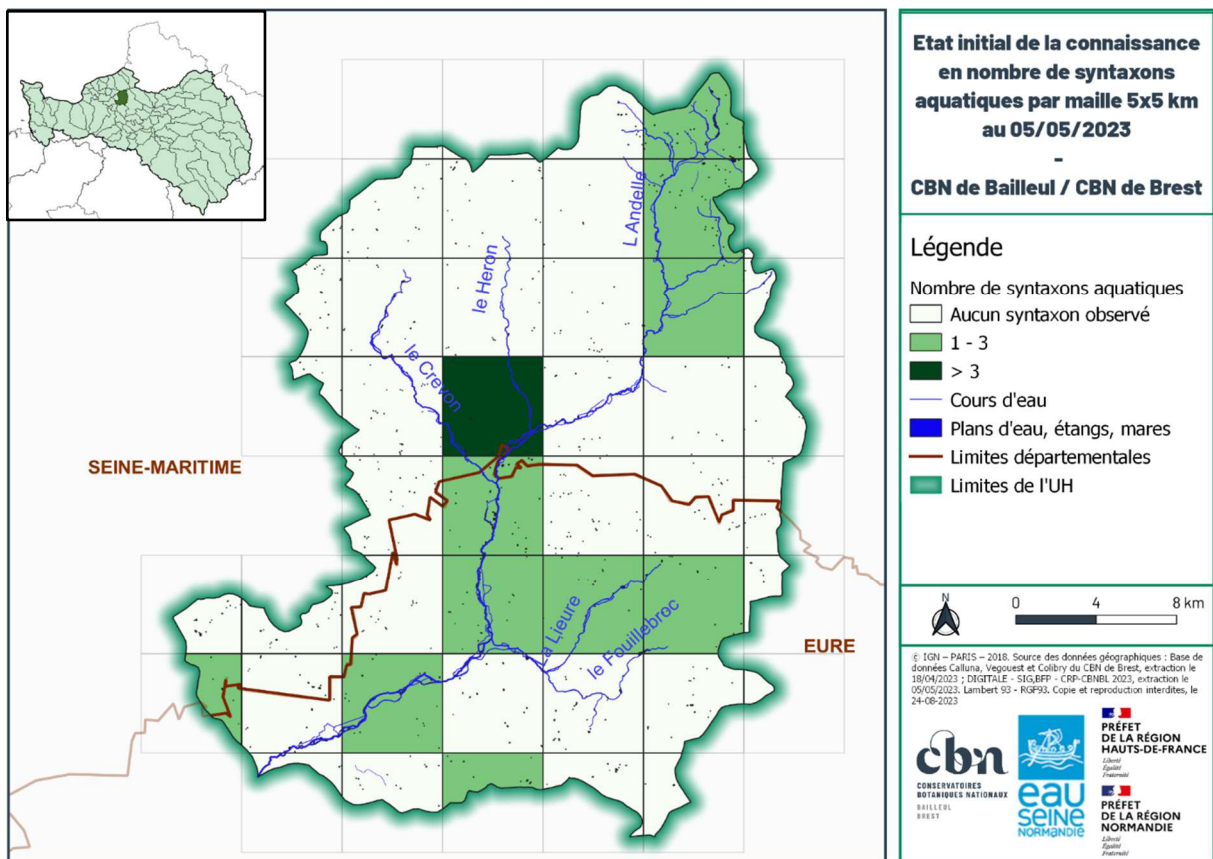 Etat initial de la connaissance
en nombre de syntaxons
aquatiques par maille 5x5 km
au 05/05/2023
-
CBN de Bailleul / CBN de Brest
L Andelle
le Heron
le Crevon
SEINE-MARITIME
La Lieure
le Fouillebroc
EURE
Légende
Nombre de syntaxons aquatiques
Aucun syntaxon observé
1 - 3
> 3
Cours d'eau
Plans d'eau, étangs, mares
Limites départementales
Limites de l'UH
N
0 4 8 km
© IGN – PARIS – 2018. Source des données géographiques : Base de
données Calluna, Vegouest et Colibry du CBN de Brest, extraction le
18/04/2023 ; DIGITALE - SIG,BFP - CRP-CBNBL 2023, extraction le
05/05/2023. Lambert 93 - RGF93. Copie et reproduction interdites, le
24-08-2023
cbn
CONSERVATOIRES
BOTANIQUES NATIONAUX
BAILLEUL
BREST
eau
SEINE
NORMANDIE
PRÉFET
DE LA RÉGION
HAUTS-DE-FRANCE
Liberté
Égalité
Fraternité
PRÉFET
DE LA RÉGION
NORMANDIE
Liberté
Égalité
Fraternité